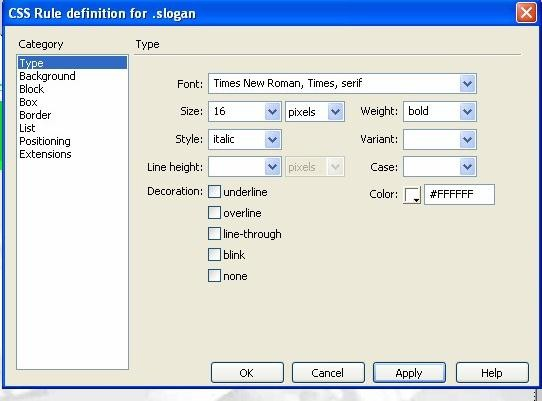 CSS Rule definition for .slogan
Category
Type
Background
Block
Box
Border
List
Positioning
Extensions
Type
Font: Times New Roman, Times, serif
Size: 16 pixels Weight: bold
Style: italic Variant:
Line height: pixels Case:
Decoration: underline Color: #FFFFFF
overline
line-through
blink
none
OK Cancel Apply Help